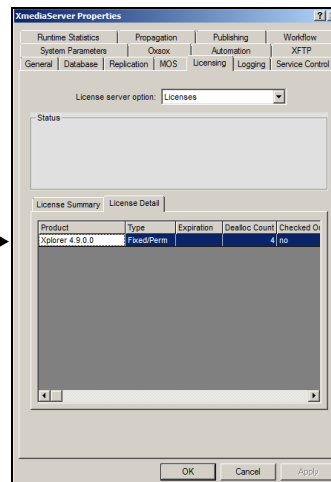 XmediaServer Properties
Runtime Statistics Propagation Publishing Workflow
System Parameters Oxsox Automation XFTP
General Database Replication MOS Licensing Logging Service Control
License server option: Licenses
Status
License Summary License Detail
Product Type Expiration Dealloc Count Checked Ou
Xplorer 4.9.0.0 Fixed/Perm 4 no
OK Cancel Apply